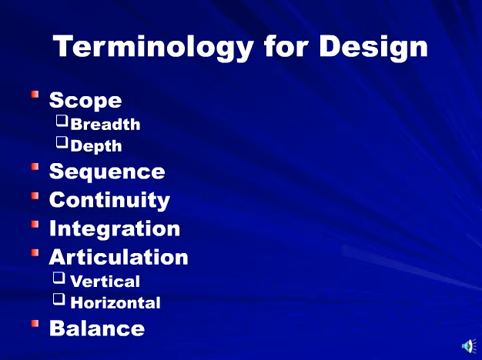 Terminology for Design
Scope
Breadth
Depth
Sequence
Continuity
Integration
Articulation
Vertical
Horizontal
Balance